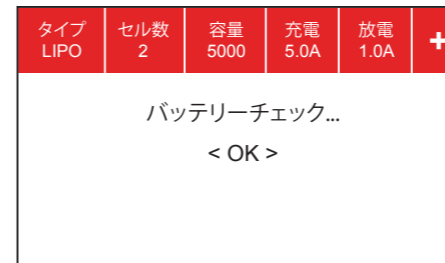 タイプ セル数 容量 充電 放電 +
LIPO 2 5000 5.0A 1.0A
バッテリーチェック...
< OK >